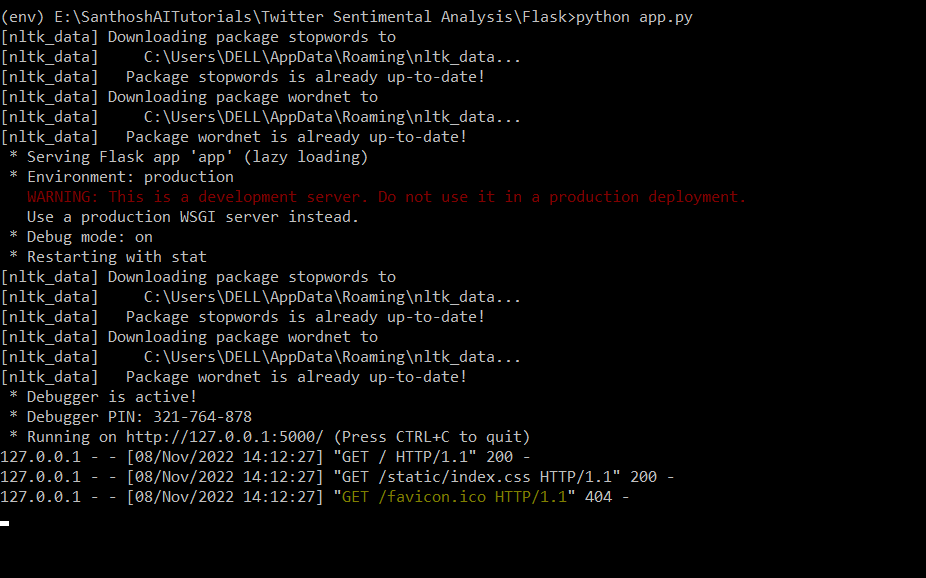 (env) E:\SanthoshAITutorials\Twitter Sentimental Analysis\Flask>python app.py
[nltk_data] Downloading package stopwords to
[nltk_data]     C:\Users\DELL\AppData\Roaming\nltk_data...
[nltk_data]   Package stopwords is already up-to-date!
[nltk_data] Downloading package wordnet to
[nltk_data]     C:\Users\DELL\AppData\Roaming\nltk_data...
[nltk_data]   Package wordnet is already up-to-date!
 * Serving Flask app 'app' (lazy loading)
 * Environment: production
   WARNING: This is a development server. Do not use it in a production deployment.
   Use a production WSGI server instead.
 * Debug mode: on
 * Restarting with stat
[nltk_data] Downloading package stopwords to
[nltk_data]     C:\Users\DELL\AppData\Roaming\nltk_data...
[nltk_data]   Package stopwords is already up-to-date!
[nltk_data] Downloading package wordnet to
[nltk_data]     C:\Users\DELL\AppData\Roaming\nltk_data...
[nltk_data]   Package wordnet is already up-to-date!
 * Debugger is active!
 * Debugger PIN: 321-764-878
 * Running on http://127.0.0.1:5000/ (Press CTRL+C to quit)
127.0.0.1 - - [08/Nov/2022 14:12:27] "GET / HTTP/1.1" 200 -
127.0.0.1 - - [08/Nov/2022 14:12:27] "GET /static/index.css HTTP/1.1" 200 -
127.0.0.1 - - [08/Nov/2022 14:12:27] "GET /favicon.ico HTTP/1.1" 404 -